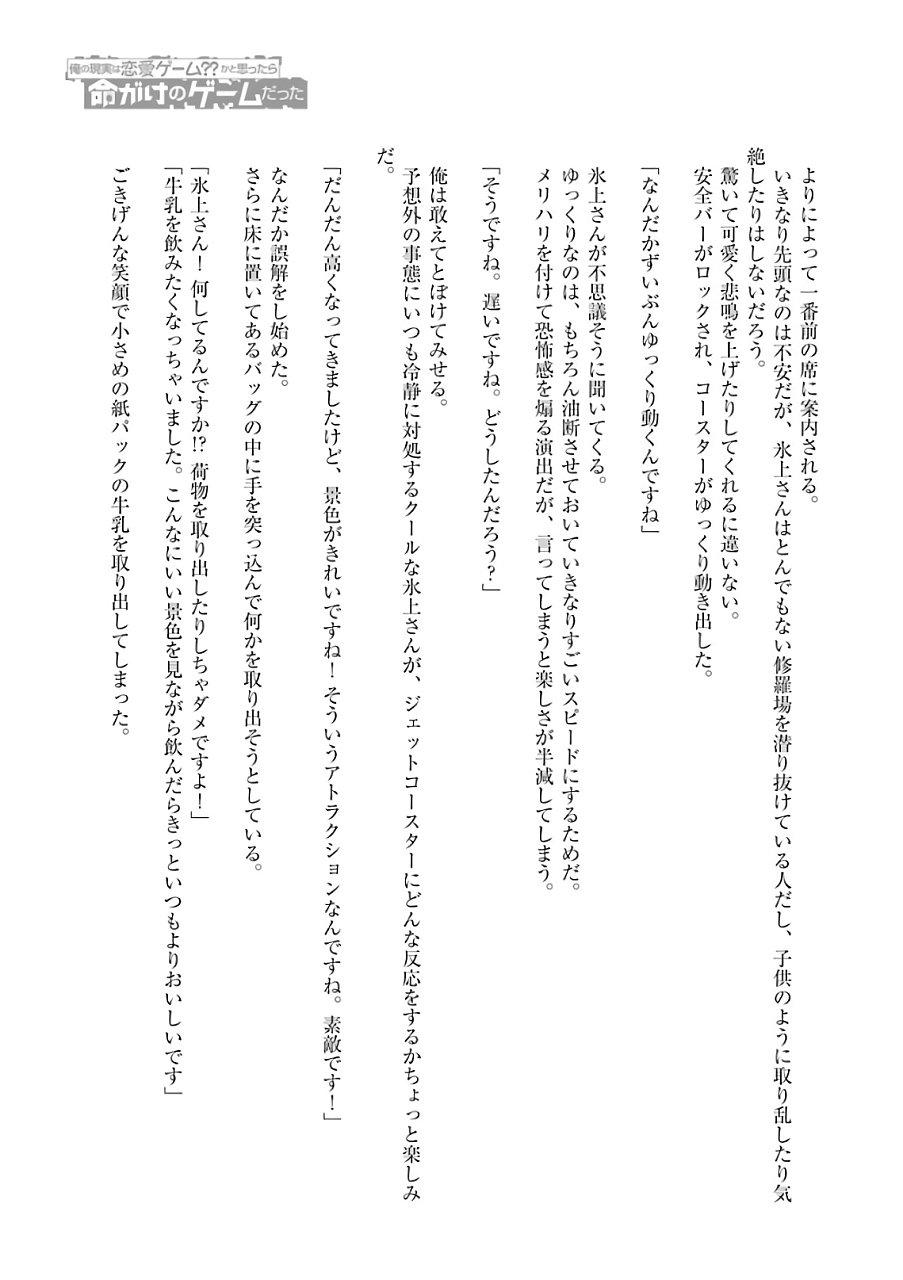 俺の現実は恋愛ゲーム??かと思ったら
命がけのゲームだった
よりによって一番前の席に案内される。
いきなり先頭なのは不安だが、氷上さんはとんでもない修羅場を潜り抜けている人だし、子供のように取り乱したり気
絶したりはしないだろう。
驚いて可愛く悲鳴を上げたりしてくれるに違いない。
安全バーがロックされ、コースターがゆっくり動き出した。
「なんだかずいぶんゆっくり動くんですね」
氷上さんが不思議そうに聞いてくる。
ゆっくりなのは、もちろん油断させておいていきなりすごいスピードにするためだ。
メリハリを付けて恐怖感を煽る演出だが、言ってしまうと楽しさが半減してしまう。
「そうですね。遅いですね。どうしたんだろう?」
俺は敢えてとぼけてみせる。
予想外の事態にいつも冷静に対処するクールな氷上さんが、ジェットコースターにどんな反応をするかちょっと楽しみ
だ。
「だんだん高くなってきましたけど、景色がきれいですね！そういうアトラクションなんですね。素敵です！」
なんだか誤解をし始めた。
さらに床に置いてあるバッグの中に手を突っ込んで何かを取り出そうとしている。
「氷上さん！何してるんですか!?荷物を取り出したりしちゃダメですよ！」
「牛乳を飲みたくなっちゃいました。こんなにいい景色を見ながら飲んだらきっといつもよりおいしいです」
ごきげんな笑顔で小さめの紙パックの牛乳を取り出してしまった。